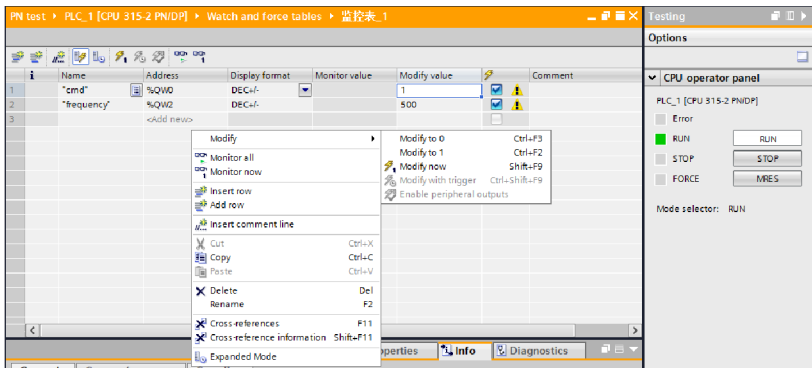 PN test ▸ PLC_1 [CPU 315-2 PN/DP] ▸ Watch and force tables ▸ 监控表_1
Testing
Options
i Name Address Display format Monitor value Modify value Comment
1 "cmd" %QW0 DEC+/- 1
2 "frequency" %QW2 DEC+/- 500
3 <Add new>
Modify
Monitor all
Monitor now
Insert row
Add row
Insert comment line
Cut Ctrl+X
Copy Ctrl+C
Paste Ctrl+V
Delete Del
Rename F2
Cross-references F11
Cross-reference information Shift+F11
Expanded Mode
Modify to 0 Ctrl+F3
Modify to 1 Ctrl+F2
Modify now Shift+F9
Modify with trigger Ctrl+Shift+F9
Enable peripheral outputs
CPU operator panel
PLC_1 [CPU 315-2 PN/DP]
Error
RUN RUN
STOP STOP
FORCE MRES
Mode selector: RUN
operties Info Diagnostics